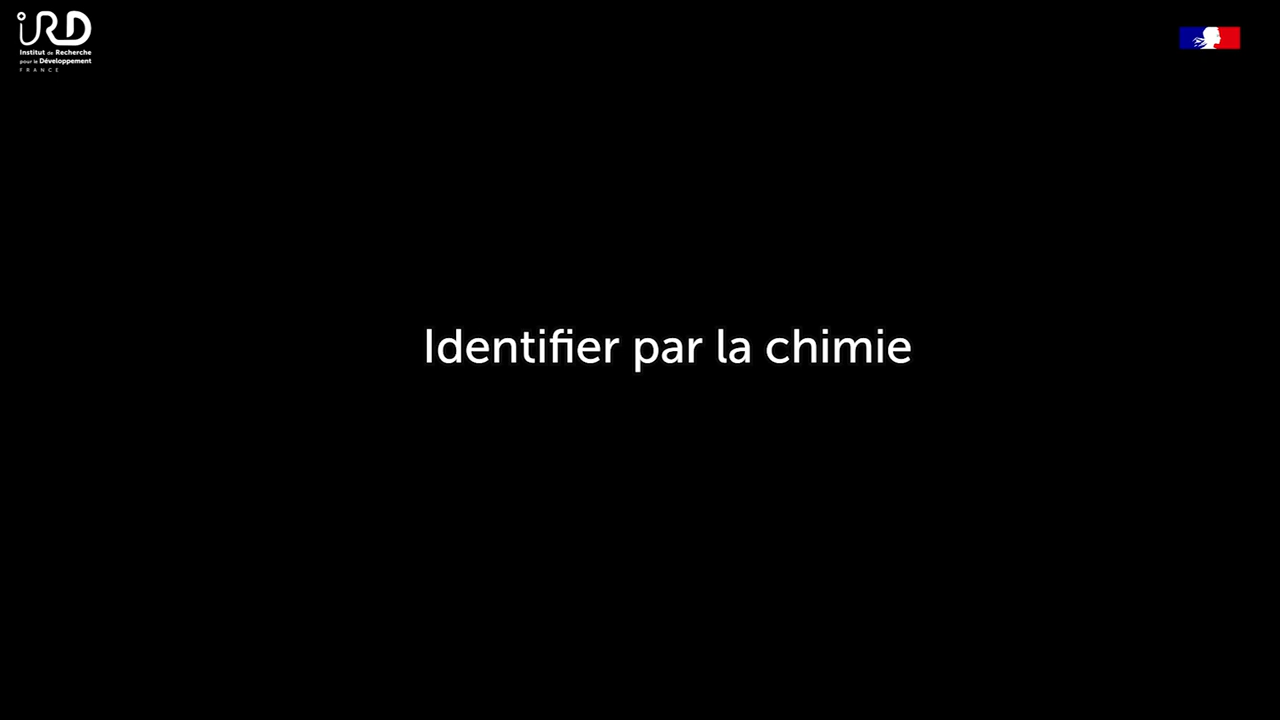 iRD
Institut de Recherche
pour le Développement
FRANCE
Identifier par la chimie